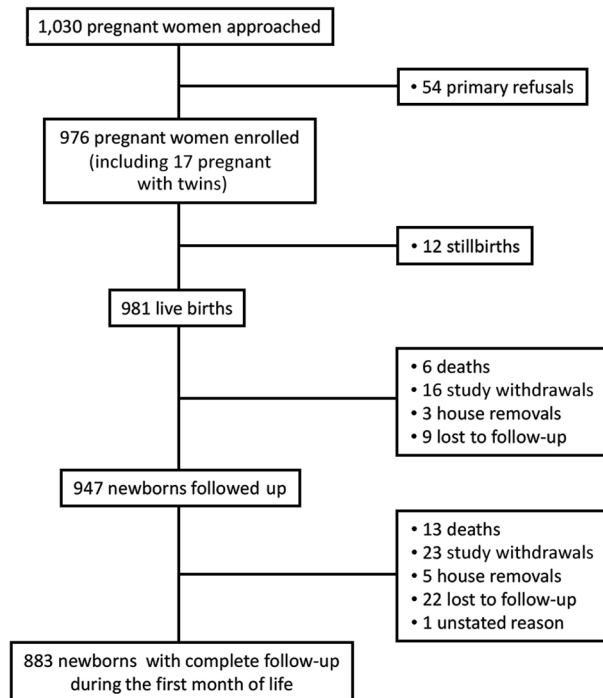 1,030 pregnant women approached
• 54 primary refusals
976 pregnant women enrolled
(including 17 pregnant
with twins)
• 12 stillbirths
981 live births
• 6 deaths
• 16 study withdrawals
• 3 house removals
• 9 lost to follow-up
947 newborns followed up
• 13 deaths
• 23 study withdrawals
• 5 house removals
• 22 lost to follow-up
• 1 unstated reason
883 newborns with complete follow-up
during the first month of life